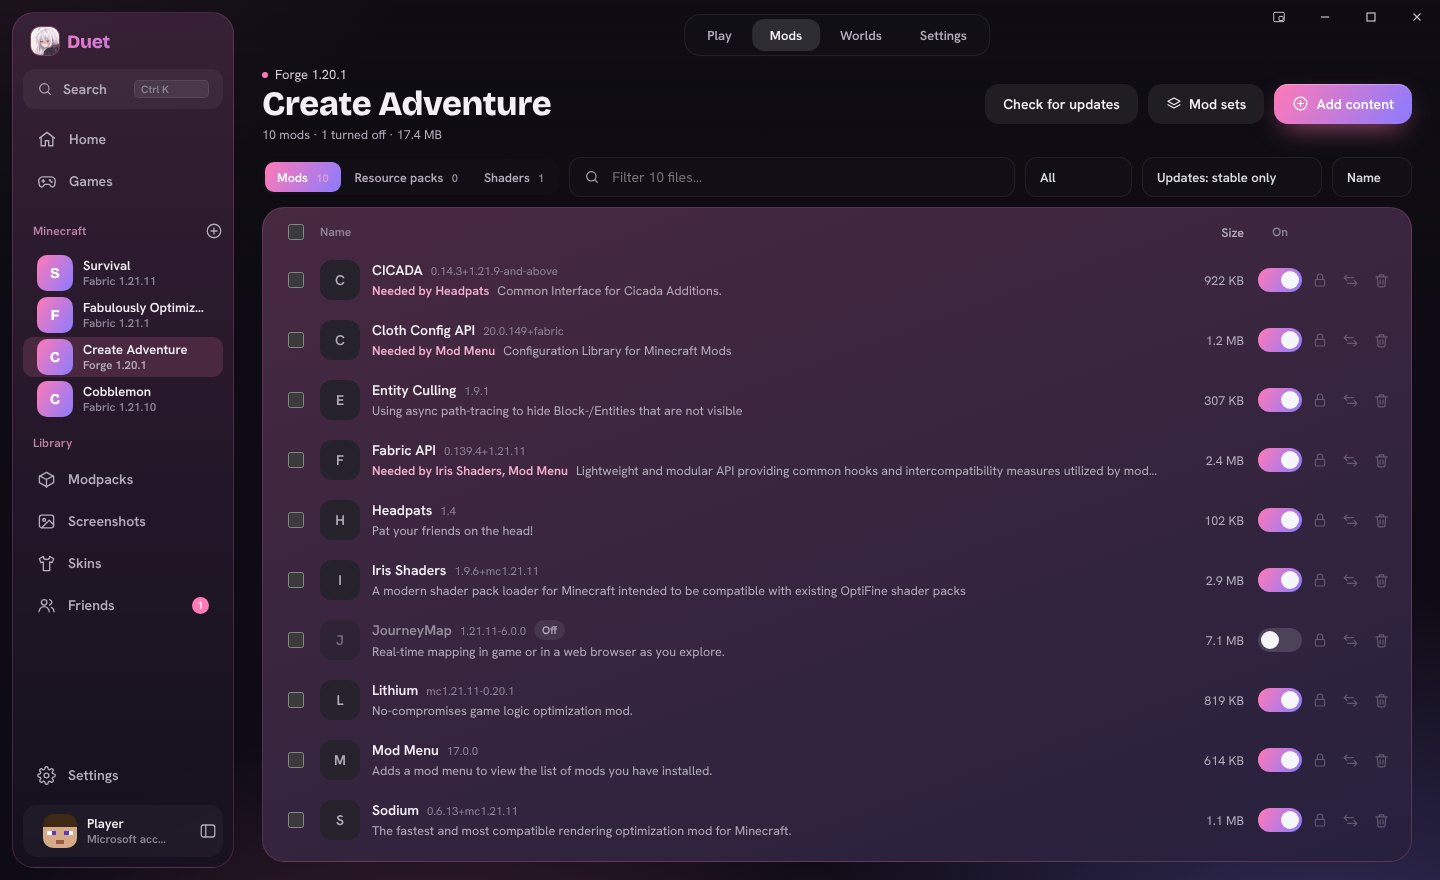 Duet
Search Ctrl K
Home
Games
Minecraft
S Survival
Fabric 1.21.11
F Fabulously Optimiz...
Fabric 1.21.1
C Create Adventure
Forge 1.20.1
C Cobblemon
Fabric 1.21.10
Library
Modpacks
Screenshots
Skins
Friends 1
Settings
Player
Microsoft acc...
Play Mods Worlds Settings
Forge 1.20.1
Create Adventure
10 mods · 1 turned off · 17.4 MB
Check for updates Mod sets Add content
Mods 10 Resource packs 0 Shaders 1 Filter 10 files... All Updates: stable only Name
Name Size On
C CICADA 0.14.3+1.21.9-and-above
Needed by Headpats Common Interface for Cicada Additions.
922 KB
C Cloth Config API 20.0.149+fabric
Needed by Mod Menu Configuration Library for Minecraft Mods
1.2 MB
E Entity Culling 1.9.1
Using async path-tracing to hide Block-/Entities that are not visible
307 KB
F Fabric API 0.139.4+1.21.11
Needed by Iris Shaders, Mod Menu Lightweight and modular API providing common hooks and intercompatibility measures utilized by mod...
2.4 MB
H Headpats 1.4
Pat your friends on the head!
102 KB
I Iris Shaders 1.9.6+mc1.21.11
A modern shader pack loader for Minecraft intended to be compatible with existing OptiFine shader packs
2.9 MB
J JourneyMap 1.21.11-6.0.0 Off
Real-time mapping in game or in a web browser as you explore.
7.1 MB
L Lithium mc1.21.11-0.20.1
No-compromises game logic optimization mod.
819 KB
M Mod Menu 17.0.0
Adds a mod menu to view the list of mods you have installed.
614 KB
S Sodium 0.6.13+mc1.21.11
The fastest and most compatible rendering optimization mod for Minecraft.
1.1 MB